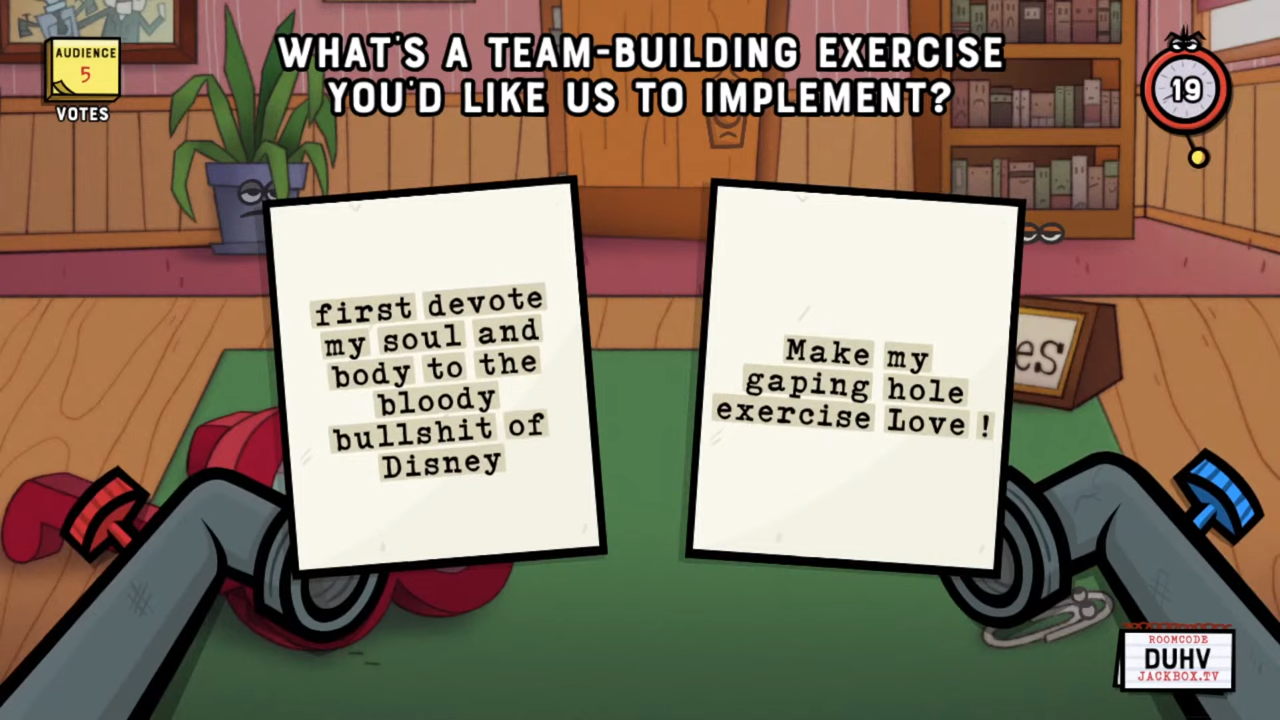 WHAT'S A TEAM-BUILDING EXERCISE
YOU'D LIKE US TO IMPLEMENT?
AUDIENCE
5
VOTES
19
first devote
my soul and
body to the
bloody
bullshit of
Disney
Make my
gaping hole
exercise Love !
ROOMCODE
DUHV
JACKBOX.TV